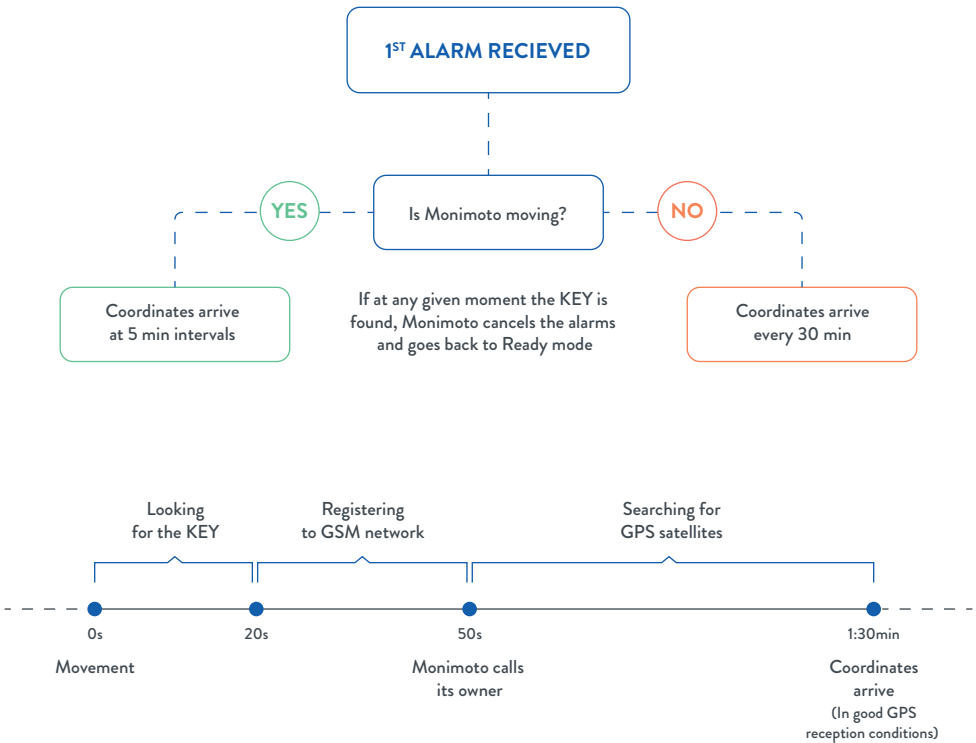 1ST ALARM RECIEVED
YES
Is Monimoto moving?
NO
Coordinates arrive
at 5 min intervals
If at any given moment the KEY is
found, Monimoto cancels the alarms
and goes back to Ready mode
Coordinates arrive
every 30 min
Looking
for the KEY
Registering
to GSM network
Searching for
GPS satellites
0s
20s
50s
1:30min
Movement
Monimoto calls
its owner
Coordinates
arrive
(In good GPS
reception conditions)